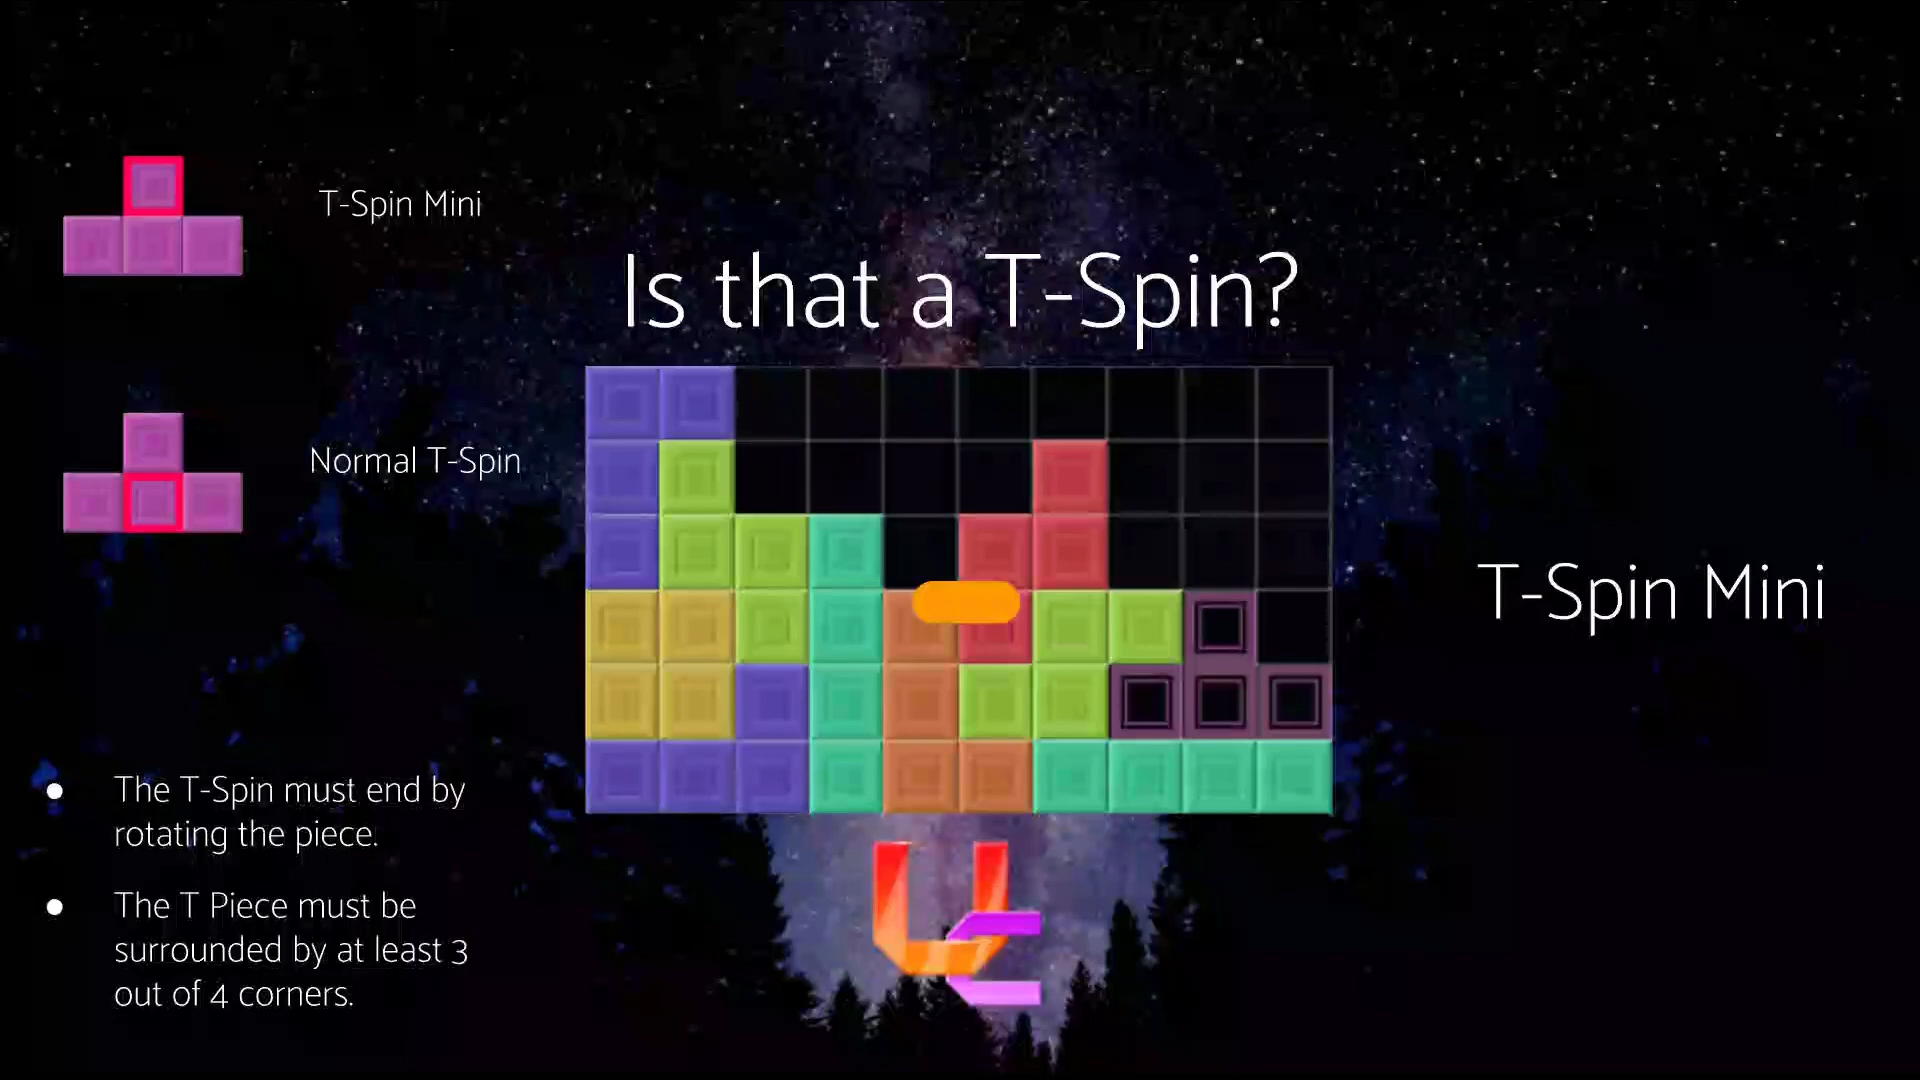 T-Spin Mini
Is that a T-Spin?
Normal T-Spin
T-Spin Mini
The T-Spin must end by
rotating the piece.
The T Piece must be
surrounded by at least 3
out of 4 corners.
UC